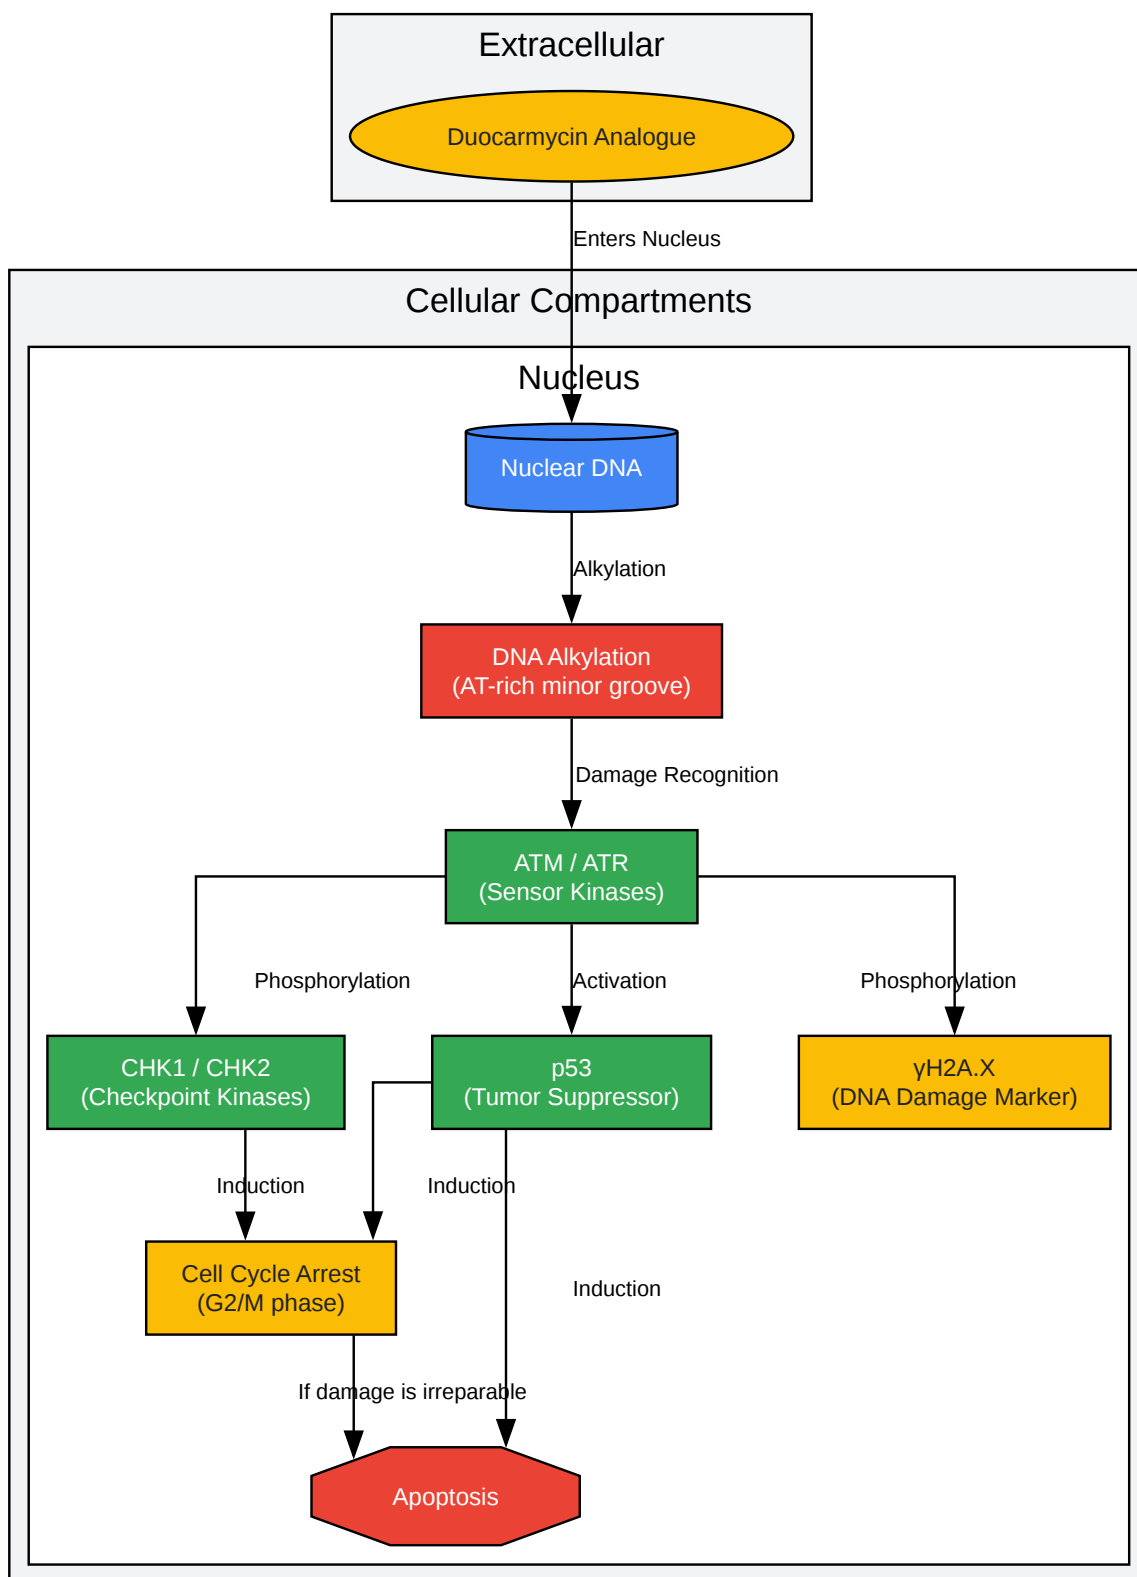 Extracellular
Duocarmycin Analogue
Enters Nucleus
Cellular Compartments
Nucleus
Nuclear DNA
Alkylation
DNA Alkylation
(AT-rich minor groove)
Damage Recognition
ATM / ATR
(Sensor Kinases)
Phosphorylation
Activation
Phosphorylation
CHK1 / CHK2
(Checkpoint Kinases)
p53
(Tumor Suppressor)
γH2A.X
(DNA Damage Marker)
Induction
Induction
Cell Cycle Arrest
(G2/M phase)
Induction
If damage is irreparable
Apoptosis